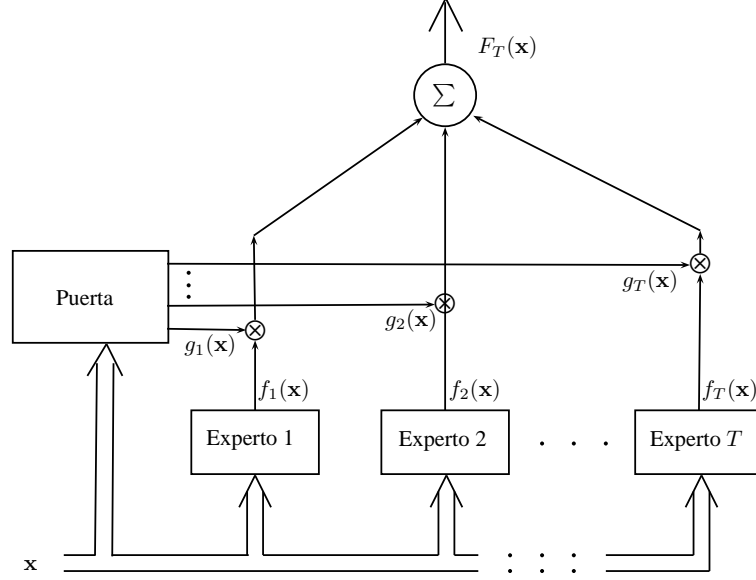 F_T(𝐱)
Σ
Puerta
g_T(𝐱)
g_2(𝐱)
g_1(𝐱)
f_1(𝐱)
f_2(𝐱)
f_T(𝐱)
Experto 1
Experto 2
. . .
Experto T
𝐱